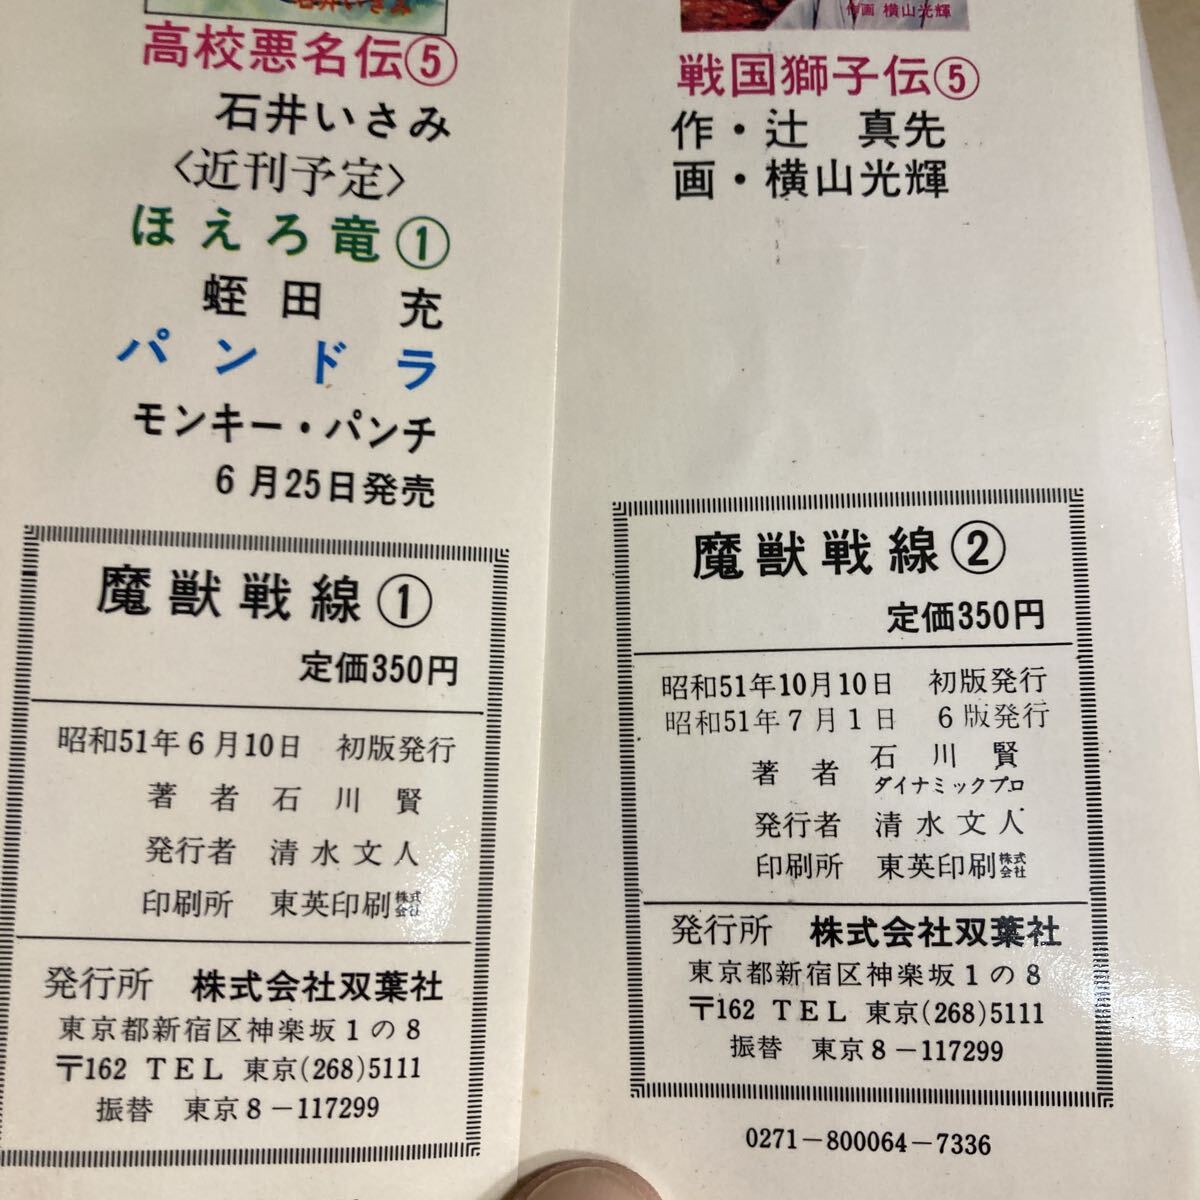 石井いさみ
高校悪名伝⑤
石井いさみ
〈近刊予定〉
ほえろ竜①
蛭田 充
パンドラ
モンキー・パンチ
6月25日発売
魔獣戦線①
定価350円
昭和51年6月10日 初版発行
著者 石川賢
発行者 清水文人
印刷所 東英印刷株式会社
発行所 株式会社双葉社
東京都新宿区神楽坂1の8
〒162 TEL 東京(268)5111
振替 東京8－117299
作画 横山光輝
戦国獅子伝⑤
作・辻 真先
画・横山光輝
魔獣戦線②
定価350円
昭和51年10月10日 初版発行
昭和51年7月1日 6版発行
著者 石川賢
ダイナミックプロ
発行者 清水文人
印刷所 東英印刷株式会社
発行所 株式会社双葉社
東京都新宿区神楽坂1の8
〒162 TEL 東京(268)5111
振替 東京8－117299
0271－800064－7336